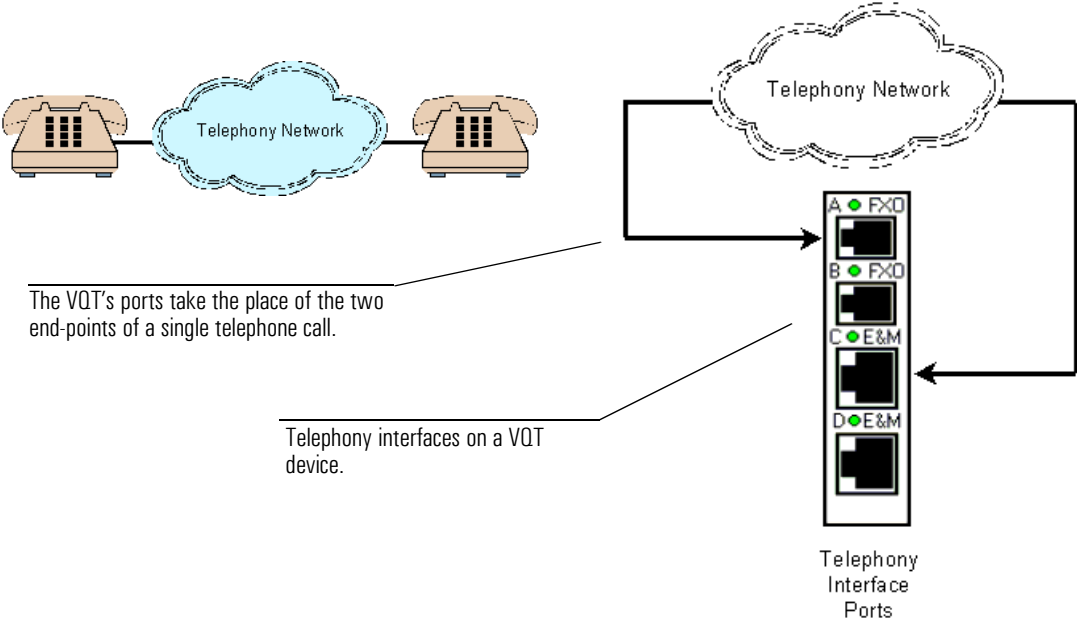 Telephony Network
Telephony Network
A FXO
B FXO
C E&M
D E&M
The VQT's ports take the place of the two
end-points of a single telephone call.
Telephony interfaces on a VQT
device.
Telephony
Interface
Ports